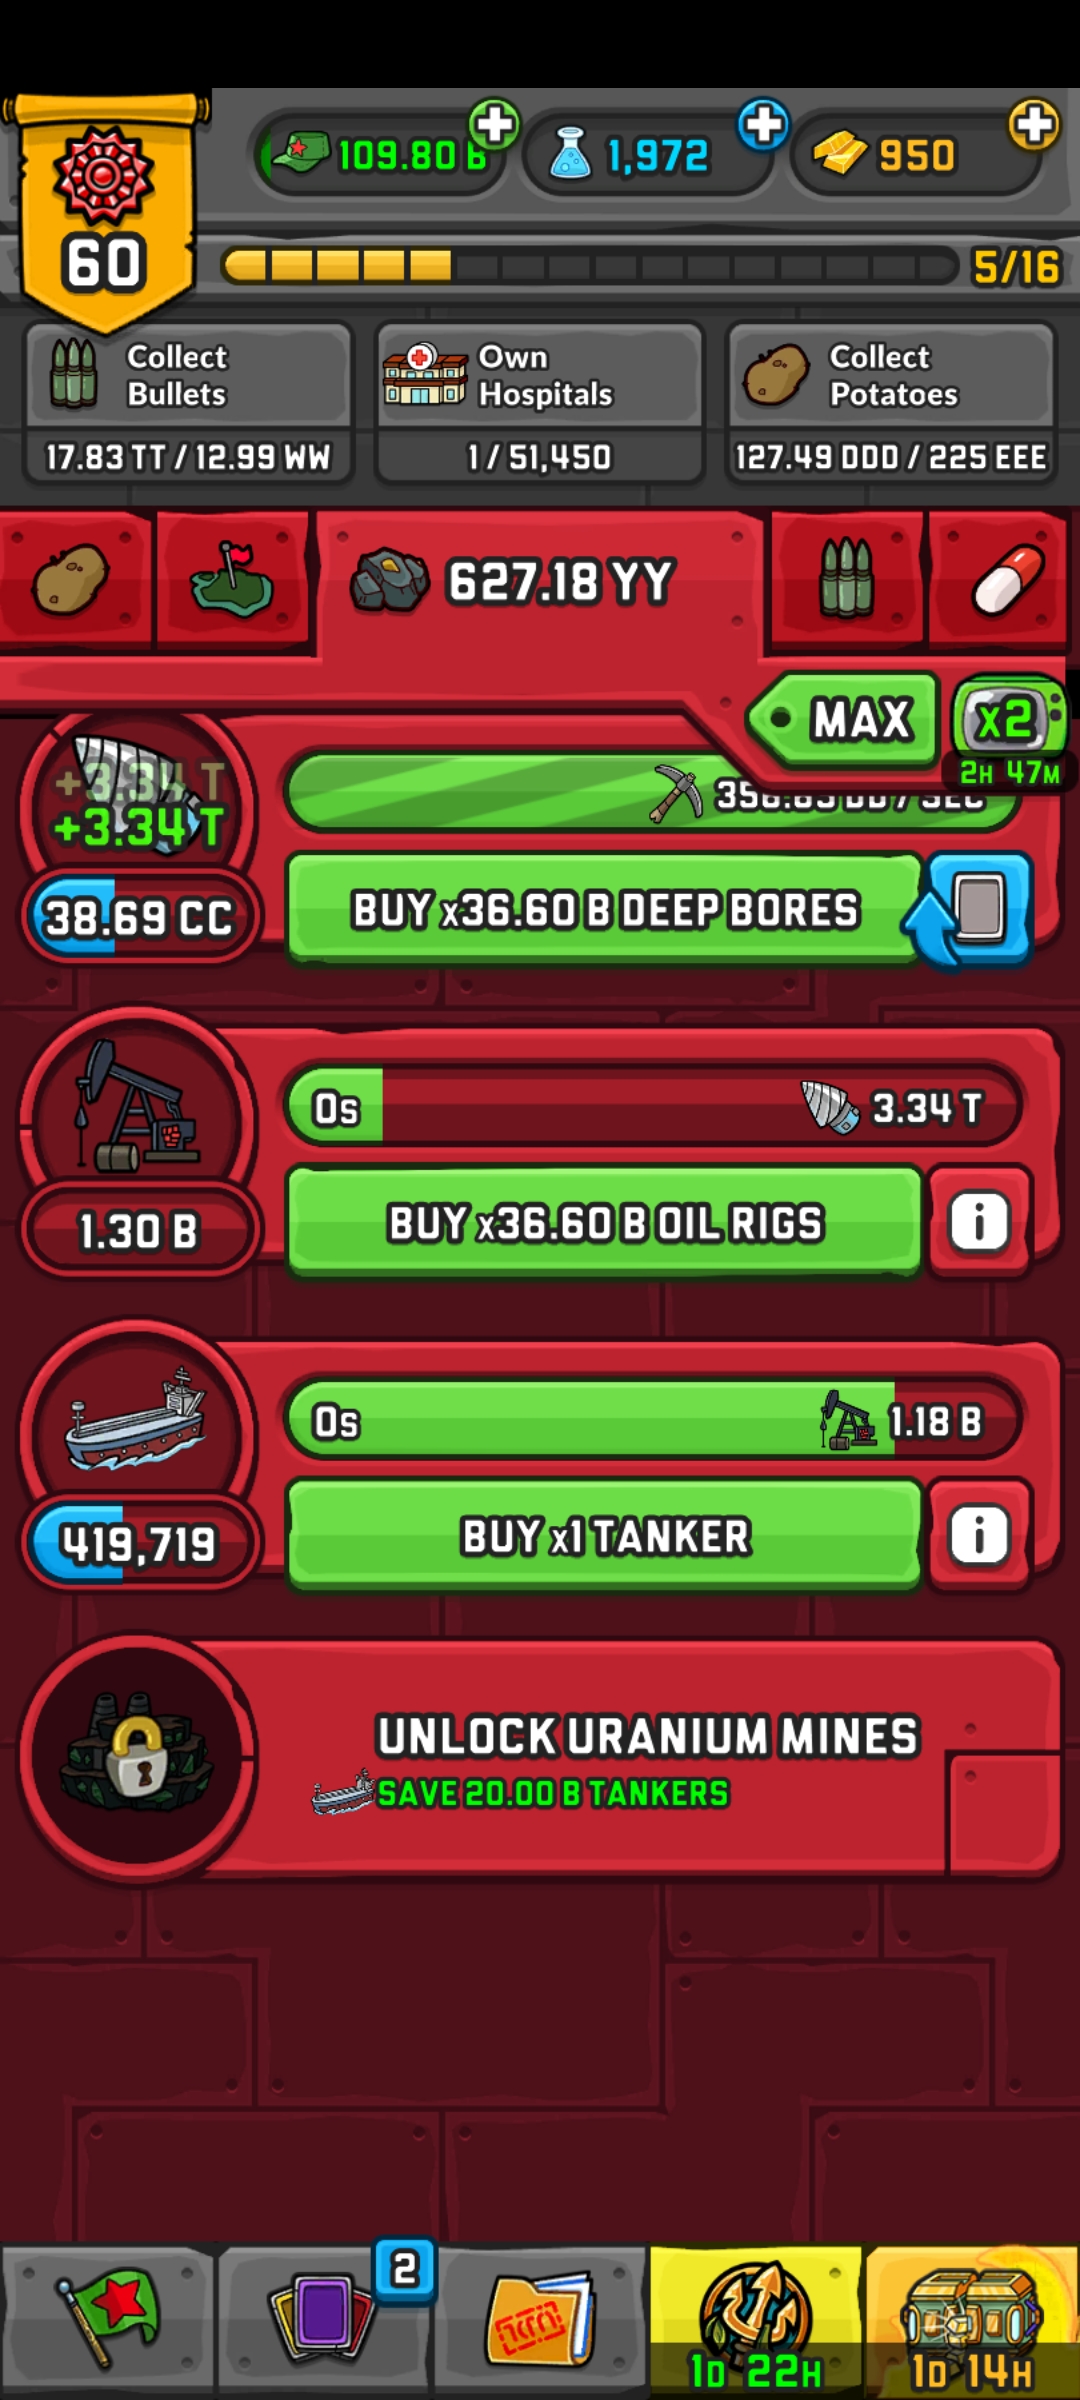 109.80 B
1,972
950
60
5/16
Collect
Bullets
17.83 TT / 12.99 WW
Own
Hospitals
1 / 51,450
Collect
Potatoes
127.49 DDD / 225 EEE
627.18 YY
MAX
x2
2H 47M
+3.34 T
+3.34 T
38.69 CC
BUY x36.60 B DEEP BORES
0s
3.34 T
1.30 B
BUY x36.60 B OIL RIGS
i
0s
1.18 B
419,719
BUY x1 TANKER
i
UNLOCK URANIUM MINES
SAVE 20.00 B TANKERS
2
1D 22H
1D 14H